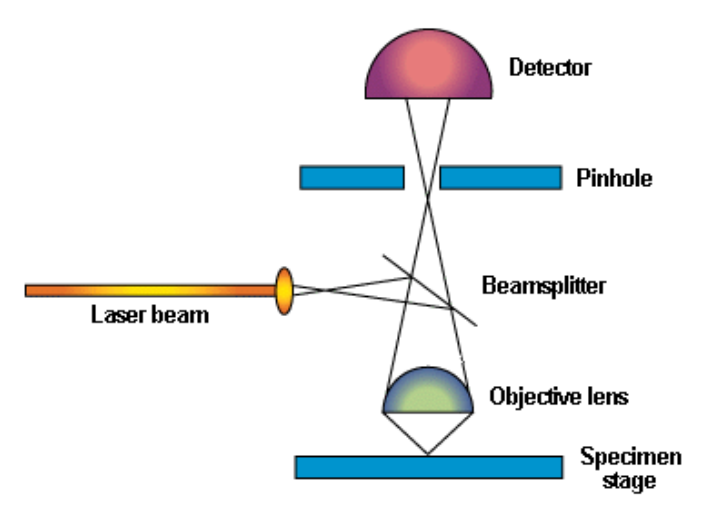 Detector
Pinhole
Beamsplitter
Laser beam
Objective lens
Specimen
stage